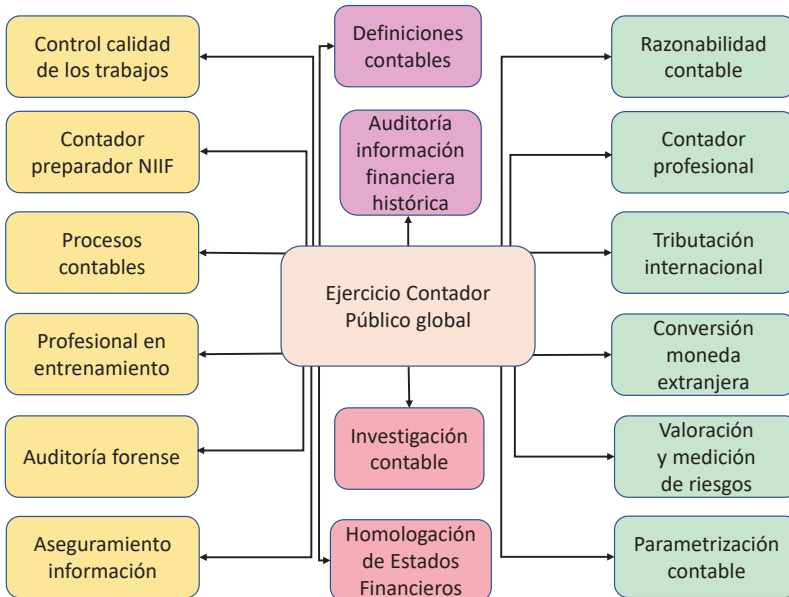 Control calidad
de los trabajos
Contador
preparador NIIF
Procesos
contables
Profesional en
entrenamiento
Auditoría forense
Aseguramiento
información
Definiciones
contables
Auditoría
información
financiera
histórica
Ejercicio Contador
Público global
Investigación
contable
Homologación
de Estados
Financieros
Razonabilidad
contable
Contador
profesional
Tributación
internacional
Conversión
moneda
extranjera
Valoración
y medición
de riesgos
Parametrización
contable